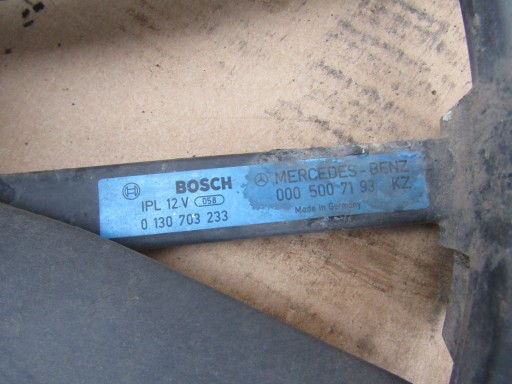 BOSCH
IPL 12 V 058
0 130 703 233
MERCEDES-BENZ
000 500 71 93 KZ
Made in Germany